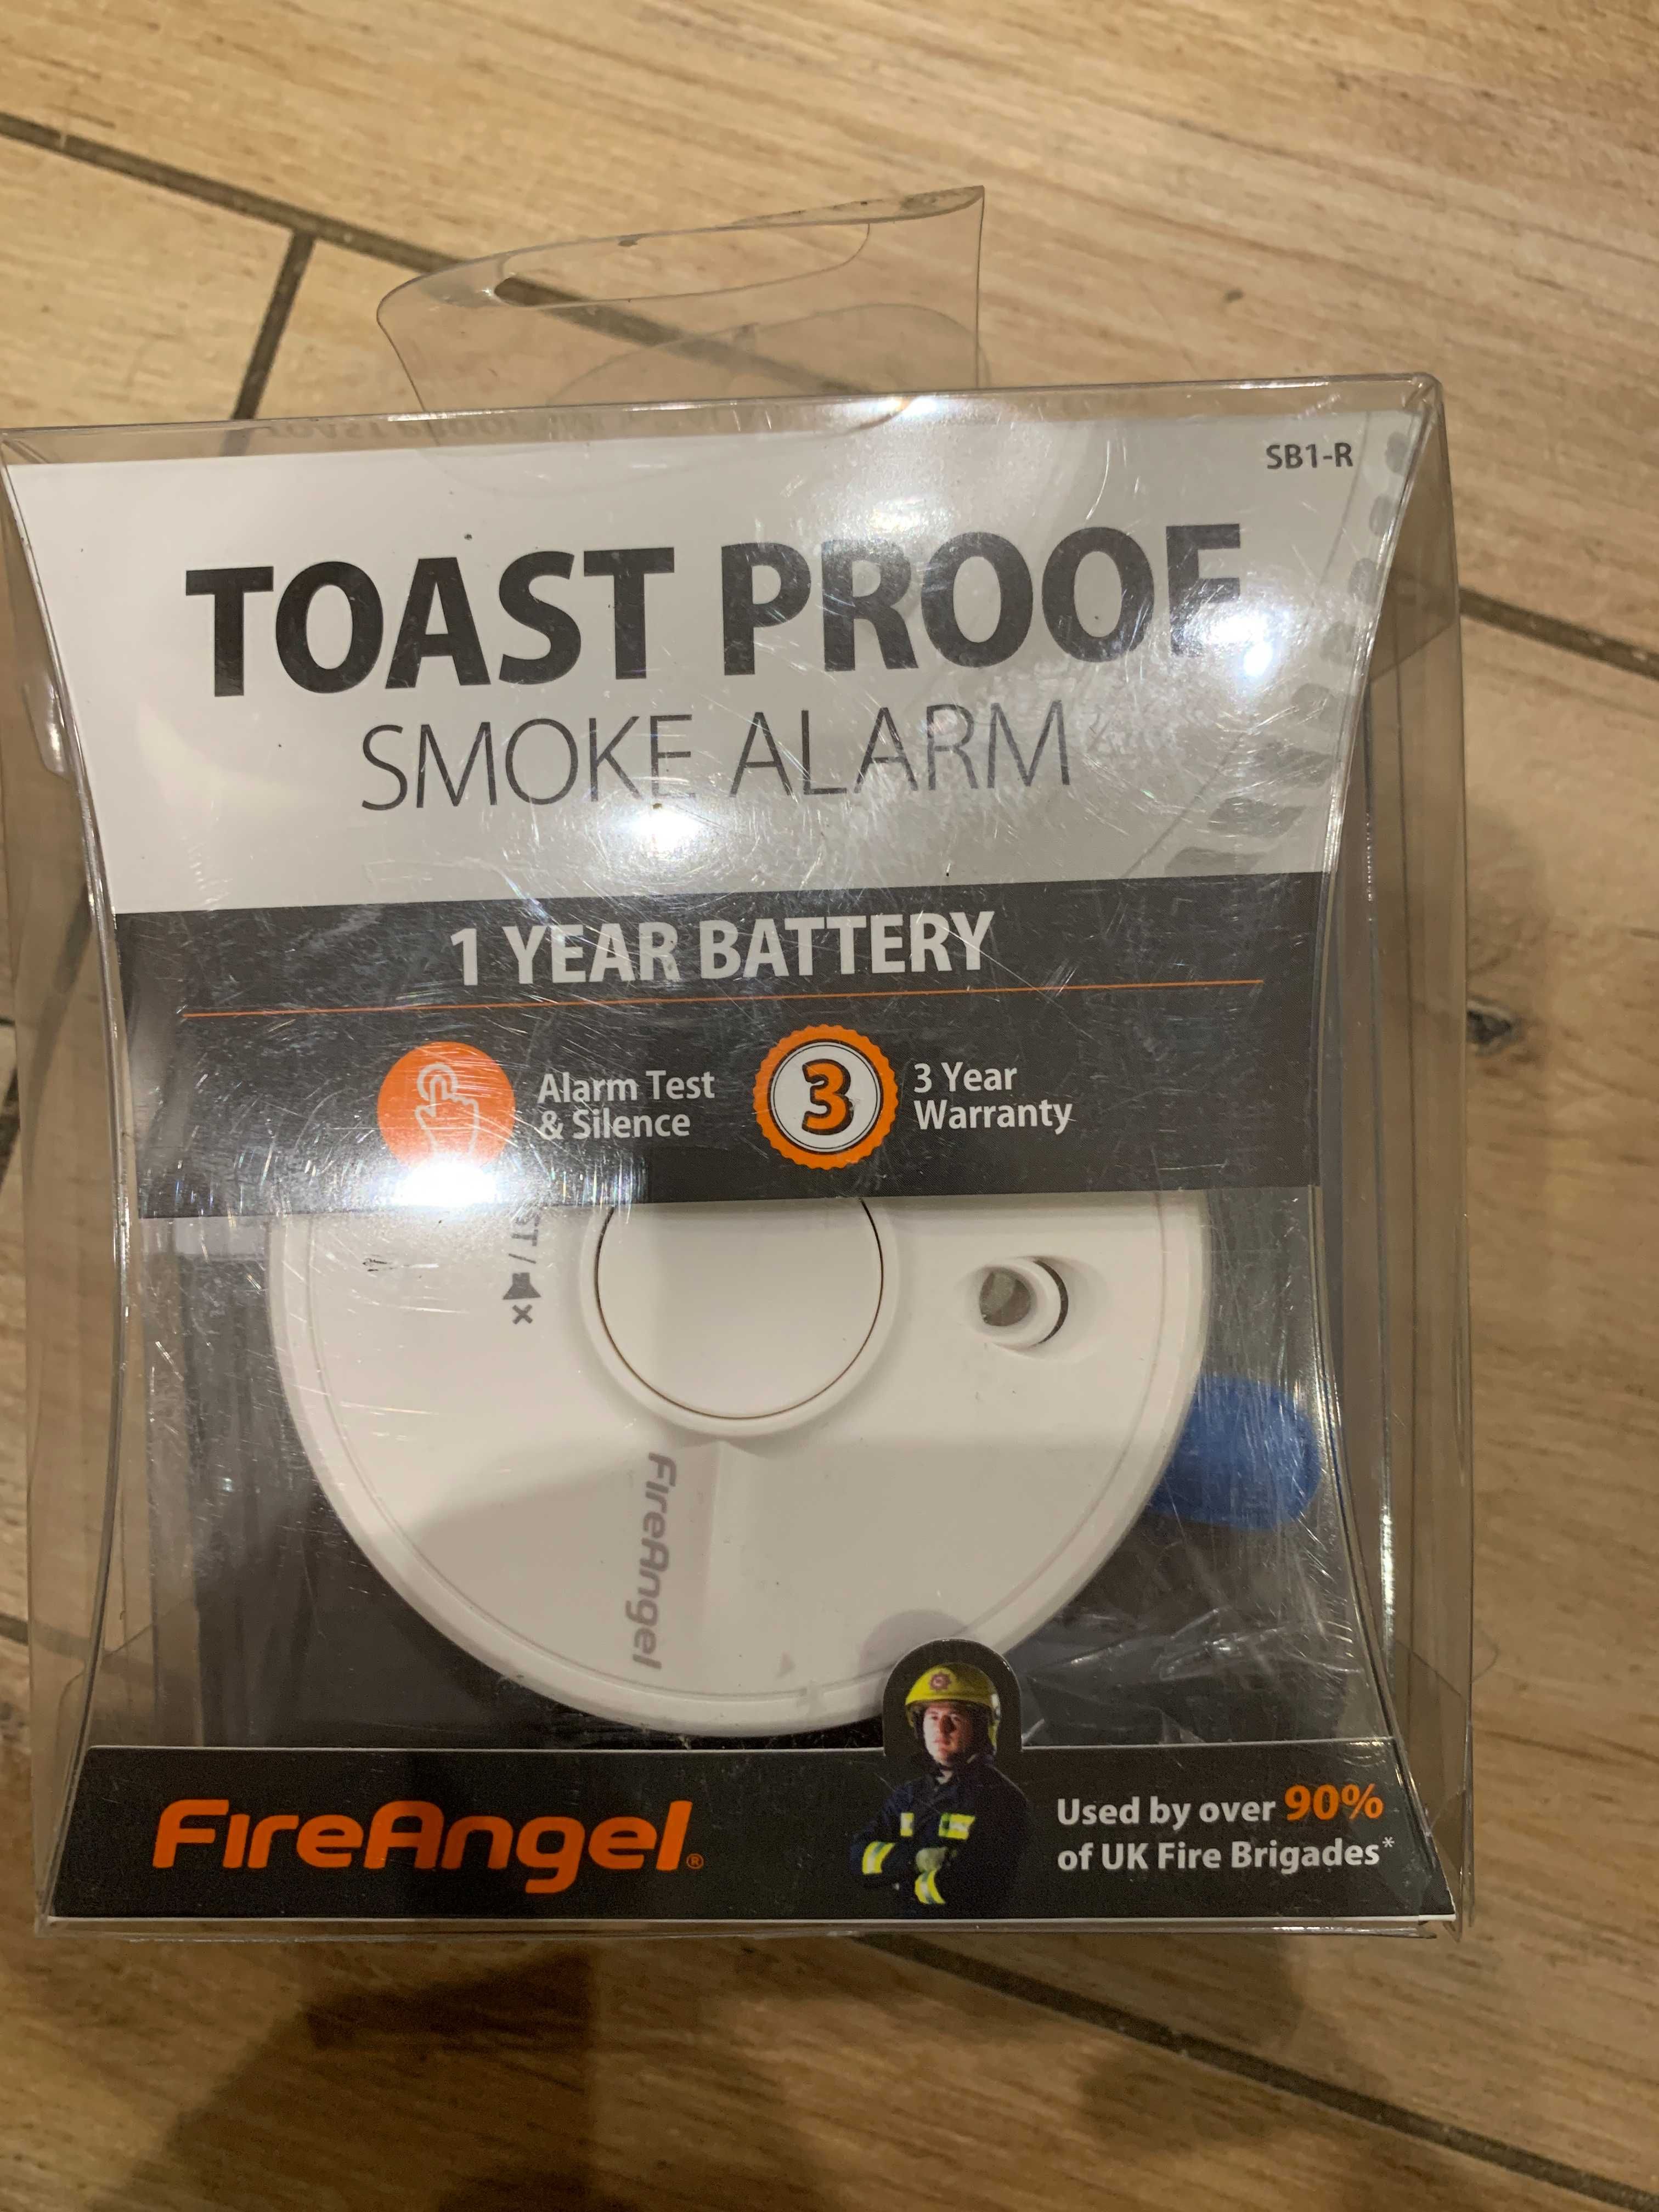 SB1-R
TOAST PROOF
SMOKE ALARM
1 YEAR BATTERY
Alarm Test
& Silence
3
3 Year
Warranty
FireAngel
FireAngel®
Used by over 90%
of UK Fire Brigades*